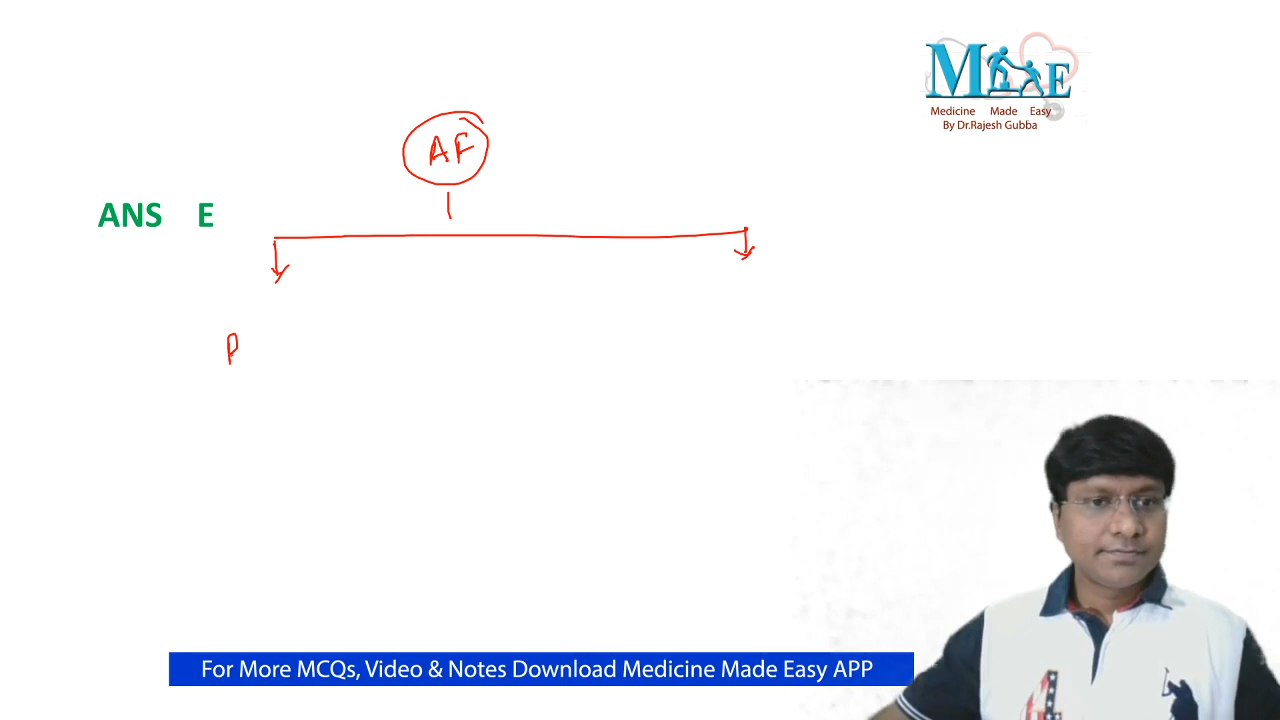 M E
Medicine Made Easy
By Dr.Rajesh Gubba
AF
ANS E
P
For More MCQs, Video & Notes Download Medicine Made Easy APP